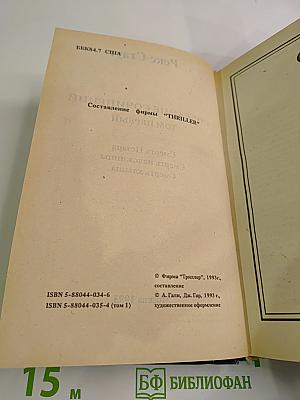 ББК84.7 США
Составление фирмы «THRILLER»
© Фирма "Триллер", 1993г.,
составление
ISBN 5-88044-034-6
© А. Гали, Дж. Гир, 1993 г.,
ISBN 5-88044-035-4 (том 1)
художественное оформление
15 м
БФ БИБЛИОФАН